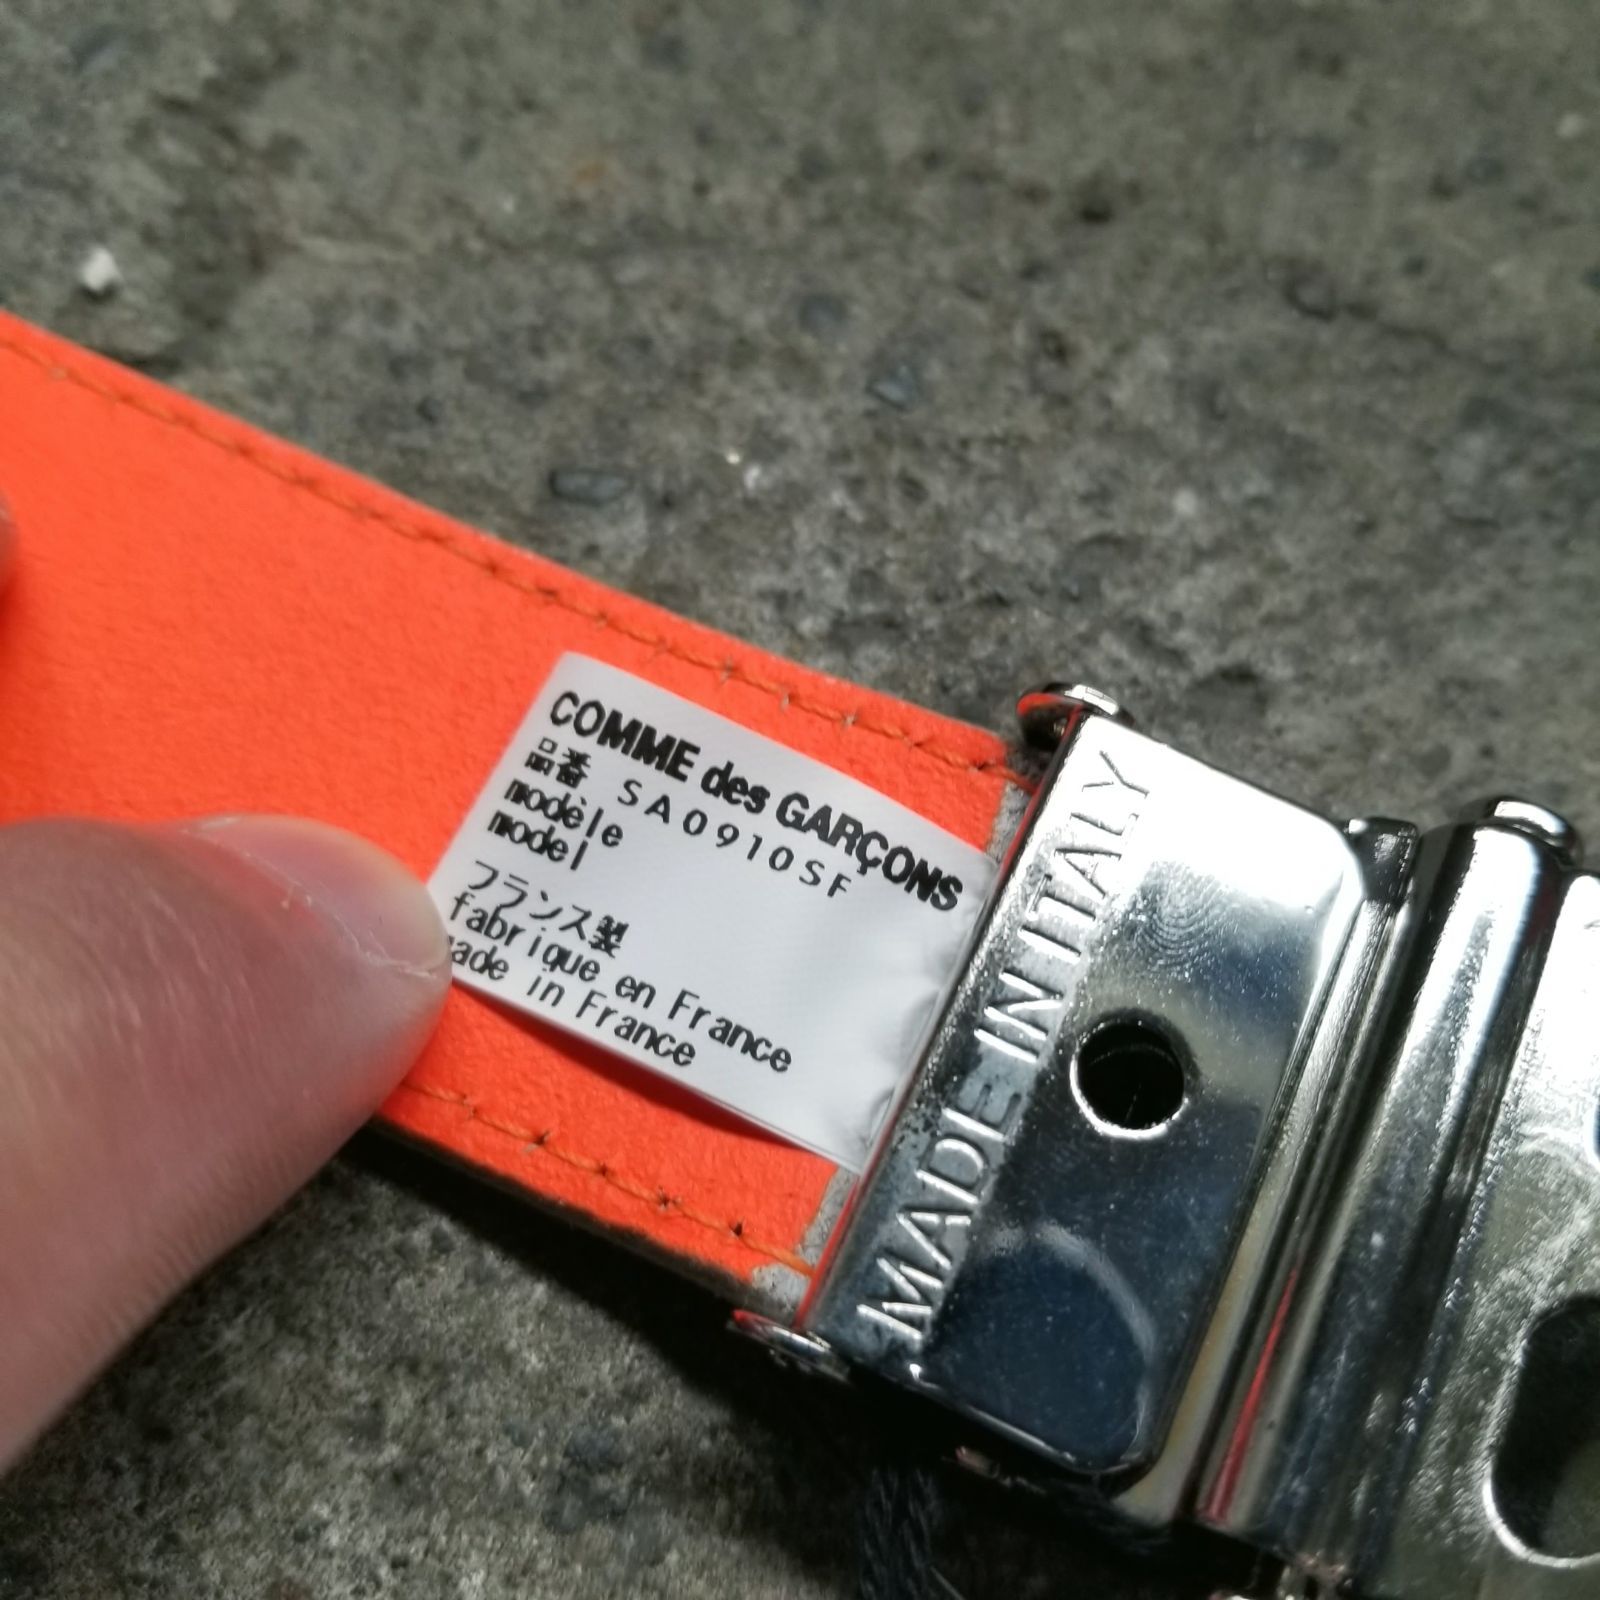 COMME des GARÇONS
品番 SA0910SF
modèle
model
フランス製
fabrique en France
made in France
MADE IN ITALY